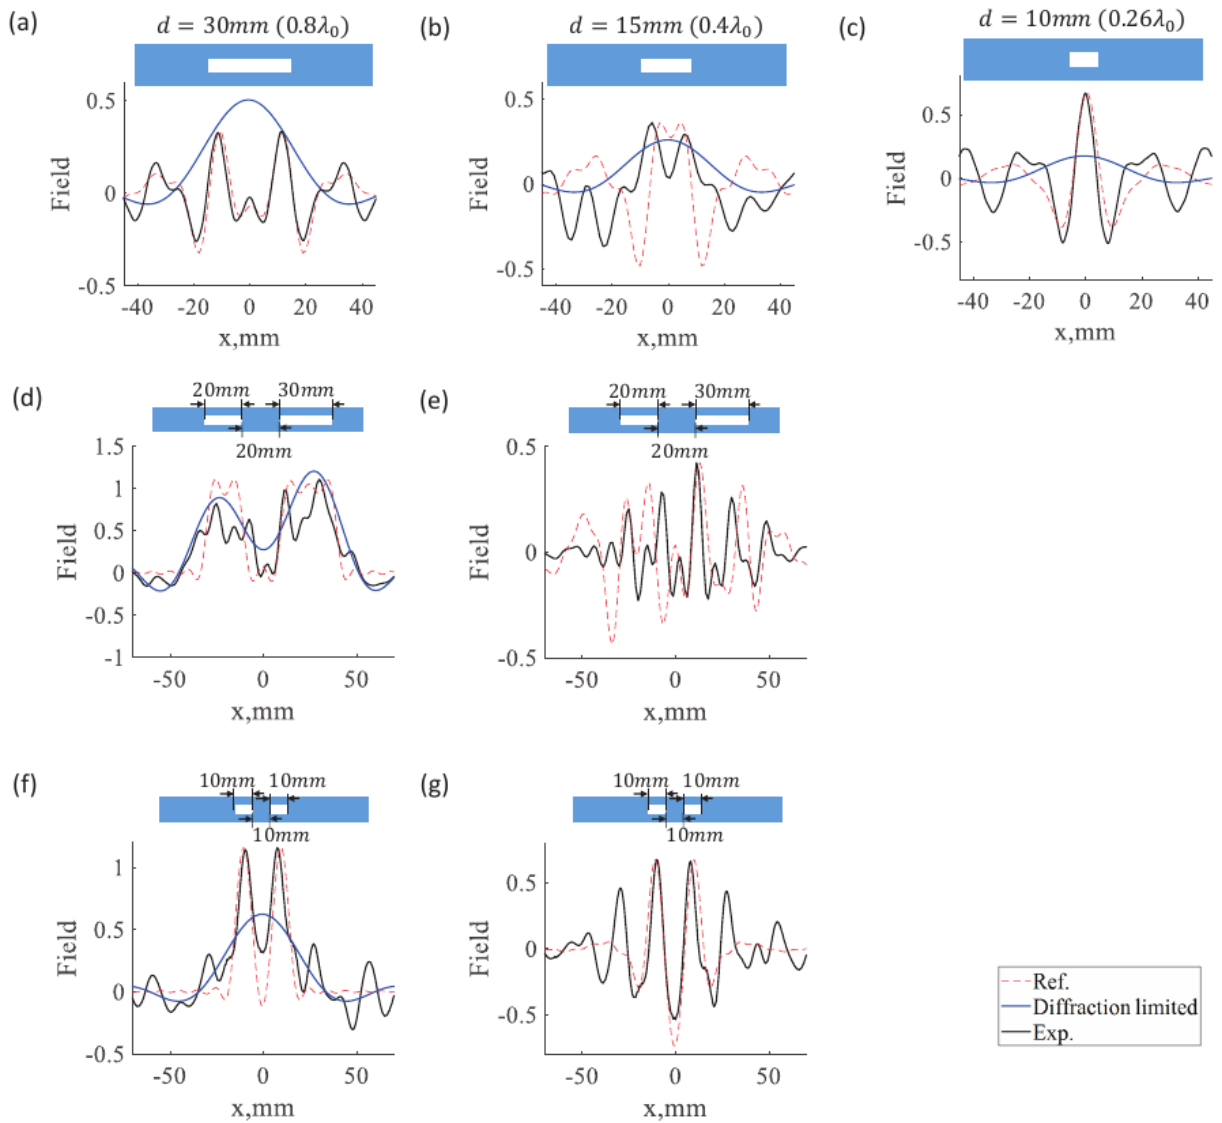 (a) d = 30mm (0.8λ₀)
0.5
0
-0.5
Field
-40 -20 0 20 40
x,mm
(b) d = 15mm (0.4λ₀)
0.5
0
-0.5
Field
-40 -20 0 20 40
x,mm
(c) d = 10mm (0.26λ₀)
0.5
0
-0.5
Field
-40 -20 0 20 40
x,mm
(d)
20mm 30mm
20mm
1.5
1
0.5
0
-0.5
-1
Field
-50 0 50
x,mm
(e)
20mm 30mm
20mm
0.5
0
-0.5
Field
-50 0 50
x,mm
(f)
10mm 10mm
10mm
1
0.5
0
-0.5
Field
-50 0 50
x,mm
(g)
10mm 10mm
10mm
0.5
0
-0.5
Field
-50 0 50
x,mm
Ref.
Diffraction limited
Exp.